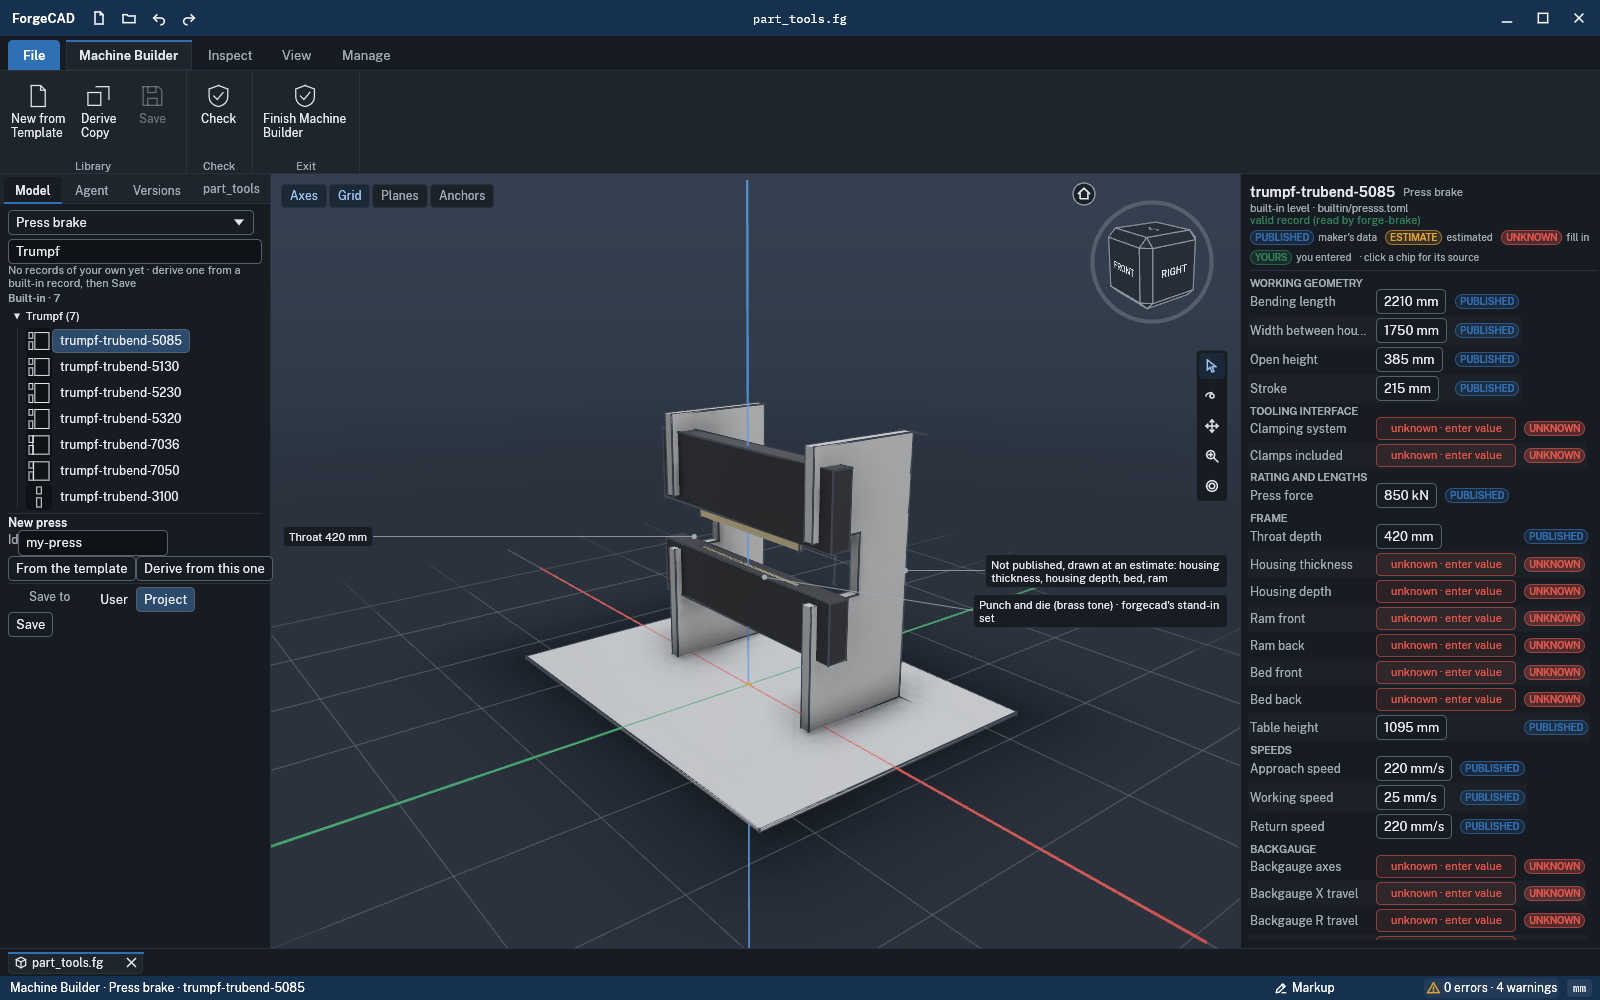 ForgeCAD
part_tools.fg
File
Machine Builder
Inspect
View
Manage
New from
Template
Derive
Copy
Save
Check
Finish Machine
Builder
Library
Check
Exit
Model
Agent
Versions
part_tools
Press brake
Trumpf
No records of your own yet · derive one from a
built-in record, then Save
Built-in · 7
Trumpf (7)
trumpf-trubend-5085
trumpf-trubend-5130
trumpf-trubend-5230
trumpf-trubend-5320
trumpf-trubend-7036
trumpf-trubend-7050
trumpf-trubend-3100
New press
Id
my-press
From the template
Derive from this one
Save to
User
Project
Save
Axes
Grid
Planes
Anchors
FRONT
RIGHT
Throat 420 mm
Not published, drawn at an estimate: housing
thickness, housing depth, bed, ram
Punch and die (brass tone) · forgecad's stand-in
set
trumpf-trubend-5085 Press brake
built-in level · builtin/presss.toml
valid record (read by forge-brake)
PUBLISHED maker's data ESTIMATE estimated UNKNOWN fill in
YOURS you entered · click a chip for its source
WORKING GEOMETRY
Bending length 2210 mm PUBLISHED
Width between hou... 1750 mm PUBLISHED
Open height 385 mm PUBLISHED
Stroke 215 mm PUBLISHED
TOOLING INTERFACE
Clamping system unknown · enter value UNKNOWN
Clamps included unknown · enter value UNKNOWN
RATING AND LENGTHS
Press force 850 kN PUBLISHED
FRAME
Throat depth 420 mm PUBLISHED
Housing thickness unknown · enter value UNKNOWN
Housing depth unknown · enter value UNKNOWN
Ram front unknown · enter value UNKNOWN
Ram back unknown · enter value UNKNOWN
Bed front unknown · enter value UNKNOWN
Bed back unknown · enter value UNKNOWN
Table height 1095 mm PUBLISHED
SPEEDS
Approach speed 220 mm/s PUBLISHED
Working speed 25 mm/s PUBLISHED
Return speed 220 mm/s PUBLISHED
BACKGAUGE
Backgauge axes unknown · enter value UNKNOWN
Backgauge X travel unknown · enter value UNKNOWN
Backgauge R travel unknown · enter value UNKNOWN
part_tools.fg
Machine Builder · Press brake · trumpf-trubend-5085
Markup
0 errors · 4 warnings
mm